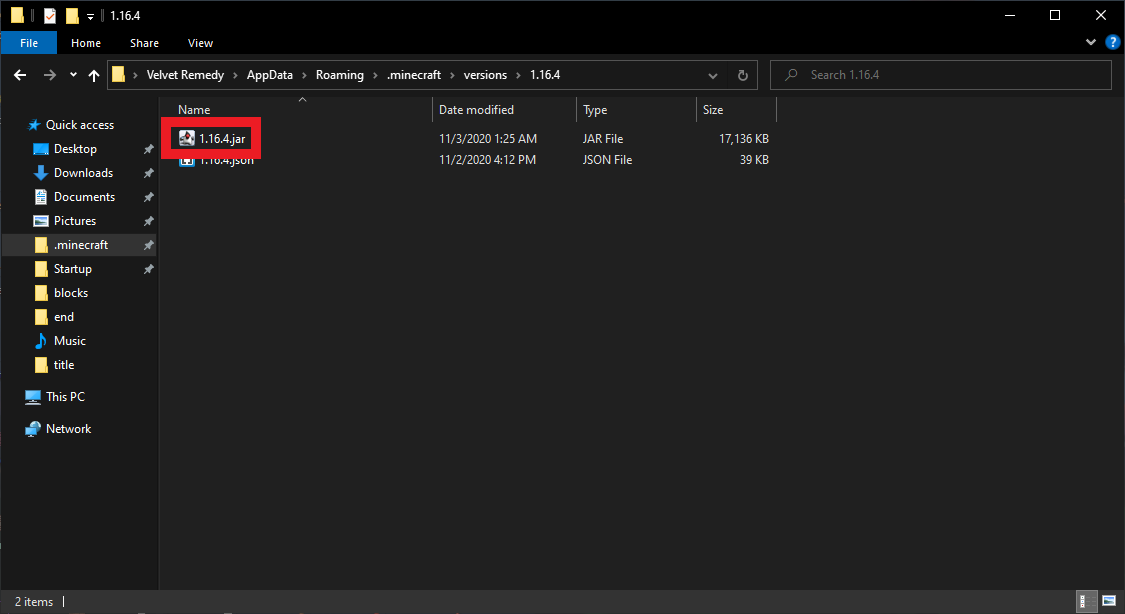 1.16.4
File Home Share View
Velvet Remedy AppData Roaming .minecraft versions 1.16.4
Search 1.16.4
Name Date modified Type Size
1.16.4.jar 11/3/2020 1:25 AM JAR File 17,136 KB
1.16.4.json 11/2/2020 4:12 PM JSON File 39 KB
Quick access
Desktop
Downloads
Documents
Pictures
.minecraft
Startup
blocks
end
Music
title
This PC
Network
2 items